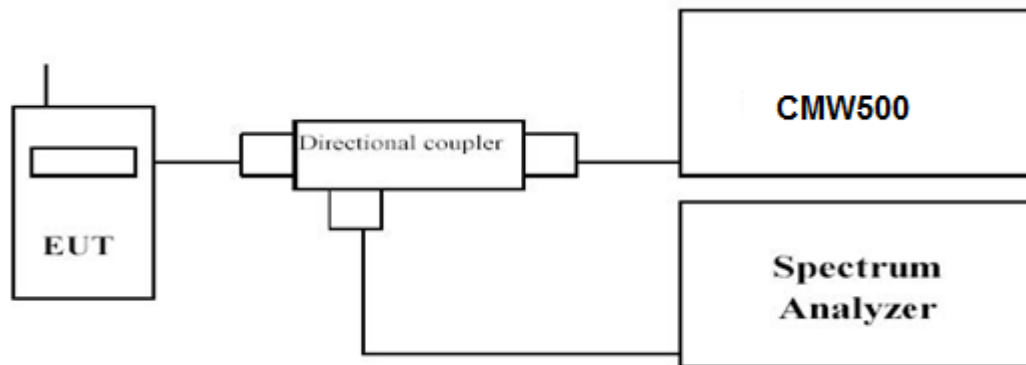 CMW500
Directional coupler
EUT
Spectrum
Analyzer